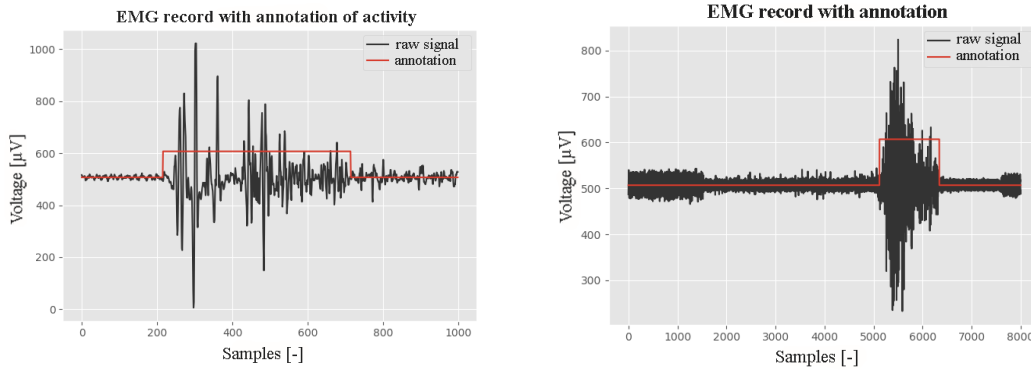 EMG record with annotation of activity
raw signal
annotation
1000
800
600
400
200
0
Voltage [µV]
0 200 400 600 800 1000
Samples [-]
EMG record with annotation
raw signal
annotation
800
700
600
500
400
300
Voltage [µV]
0 1000 2000 3000 4000 5000 6000 7000 8000
Samples [-]